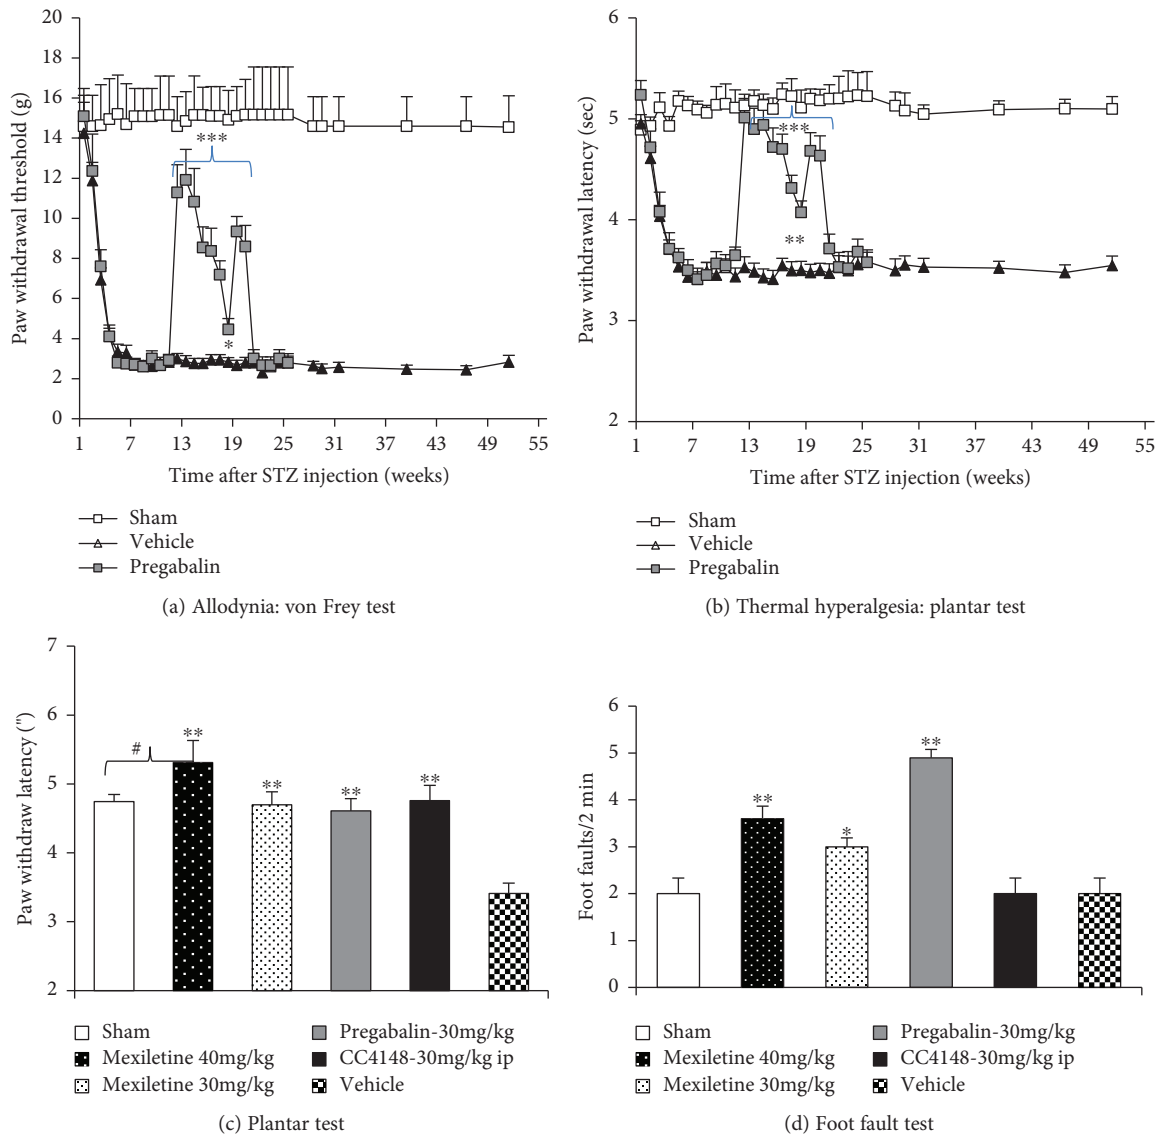 20
18
16
14
12
10
8
6
4
2
0
Paw withdrawal threshold (g)
***
*
1 7 13 19 25 31 37 43 49 55
Time after STZ injection (weeks)
Sham
Vehicle
Pregabalin
(a) Allodynia: von Frey test
6
5
4
3
2
Paw withdrawal latency (sec)
***
**
1 7 13 19 25 31 37 43 49 55
Time after STZ injection (weeks)
Sham
Vehicle
Pregabalin
(b) Thermal hyperalgesia: plantar test
7
6
5
4
3
2
Paw withdraw latency (")
#
**
**
**
**
Sham
Mexiletine 40mg/kg
Mexiletine 30mg/kg
Pregabalin-30mg/kg
CC4148-30mg/kg ip
Vehicle
(c) Plantar test
6
5
4
3
2
1
0
Foot faults/2 min
**
*
**
Sham
Mexiletine 40mg/kg
Mexiletine 30mg/kg
Pregabalin-30mg/kg
CC4148-30mg/kg ip
Vehicle
(d) Foot fault test